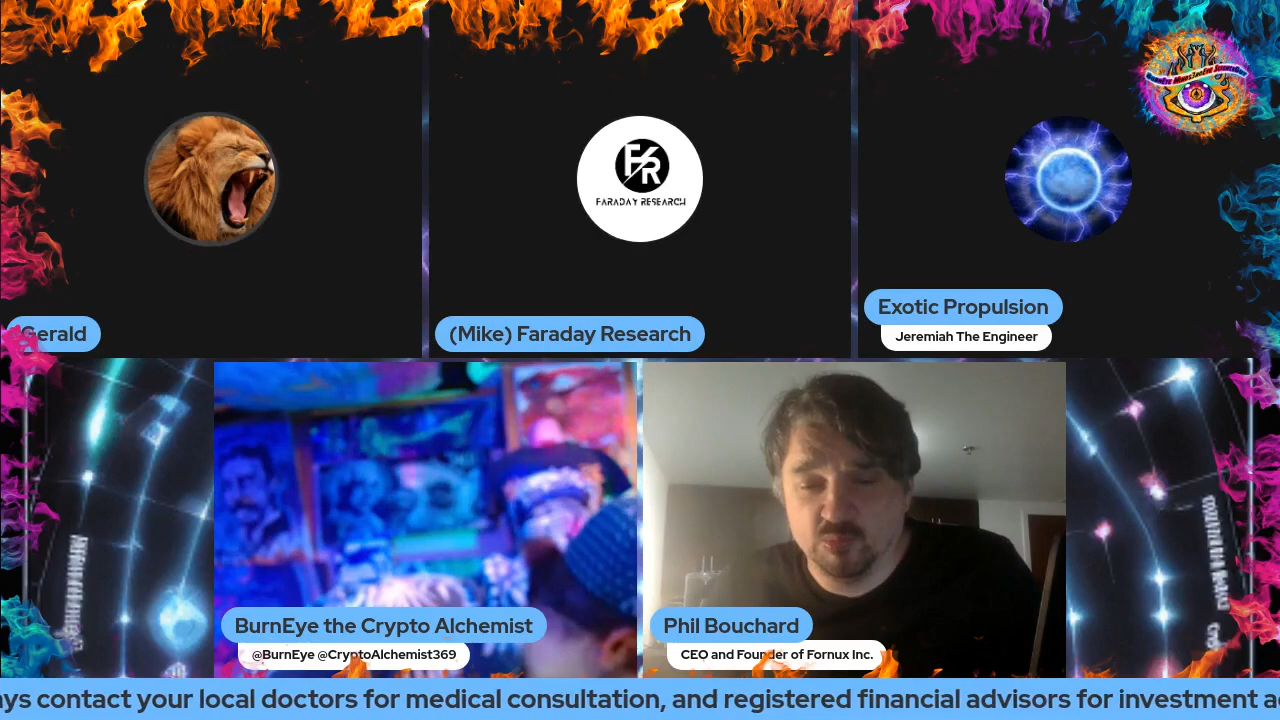 FR
FARADAY RESEARCH
Gerald
(Mike) Faraday Research
Exotic Propulsion
Jeremiah The Engineer
BurnEye the Crypto Alchemist
@BurnEye @CryptoAlchemist369
Phil Bouchard
CEO and Founder of Fornux Inc.
contact your local doctors for medical consultation, and registered financial advisors for investment